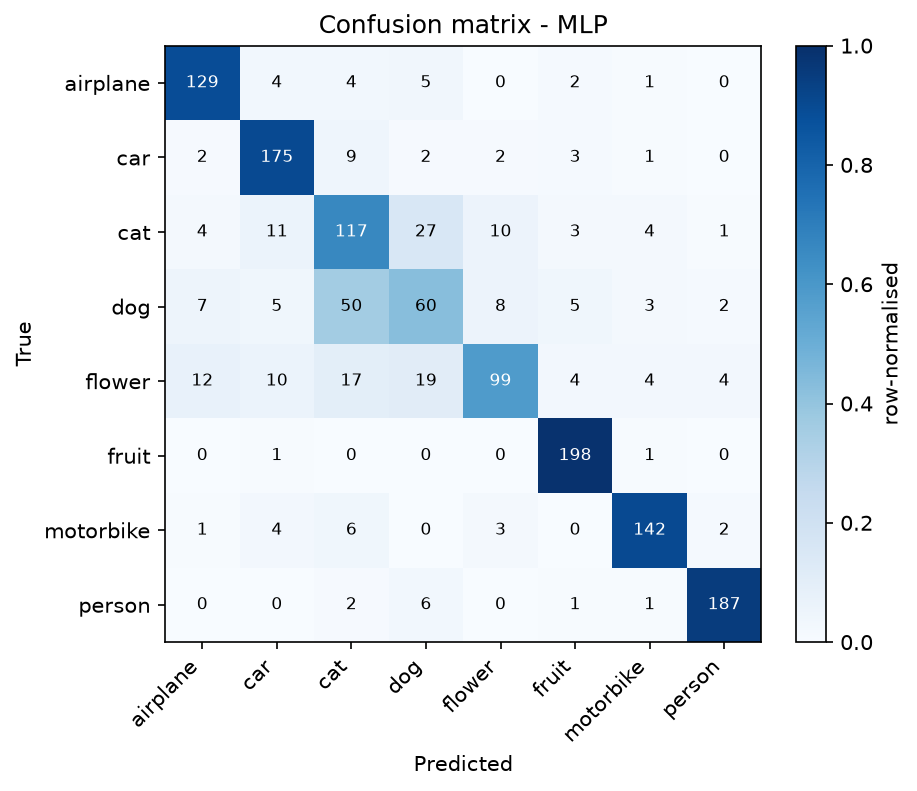 Confusion matrix - MLP
airplane 129 4 4 5 0 2 1 0
car 2 175 9 2 2 3 1 0
cat 4 11 117 27 10 3 4 1
dog 7 5 50 60 8 5 3 2
flower 12 10 17 19 99 4 4 4
fruit 0 1 0 0 0 198 1 0
motorbike 1 4 6 0 3 0 142 2
person 0 0 2 6 0 1 1 187
airplane car cat dog flower fruit motorbike person
Predicted
True
1.0
0.8
0.6
0.4
0.2
0.0
row-normalised